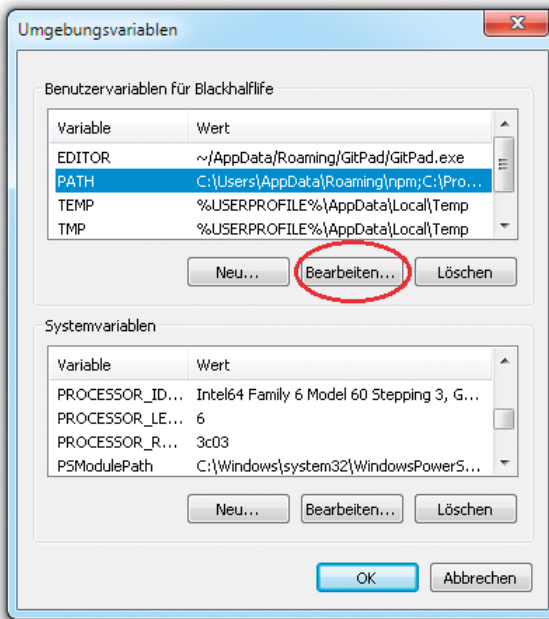 Umgebungsvariablen
Benutzervariablen für Blackhalflife
Variable Wert
EDITOR ~/AppData/Roaming/GitPad/GitPad.exe
PATH C:\Users\AppData\Roaming\npm;C:\Pro...
TEMP %USERPROFILE%\AppData\Local\Temp
TMP %USERPROFILE%\AppData\Local\Temp
Neu... Bearbeiten... Löschen
Systemvariablen
Variable Wert
PROCESSOR_ID... Intel64 Family 6 Model 60 Stepping 3, G...
PROCESSOR_LE... 6
PROCESSOR_R... 3c03
PSModulePath C:\Windows\system32\WindowsPowerS...
Neu... Bearbeiten... Löschen
OK Abbrechen